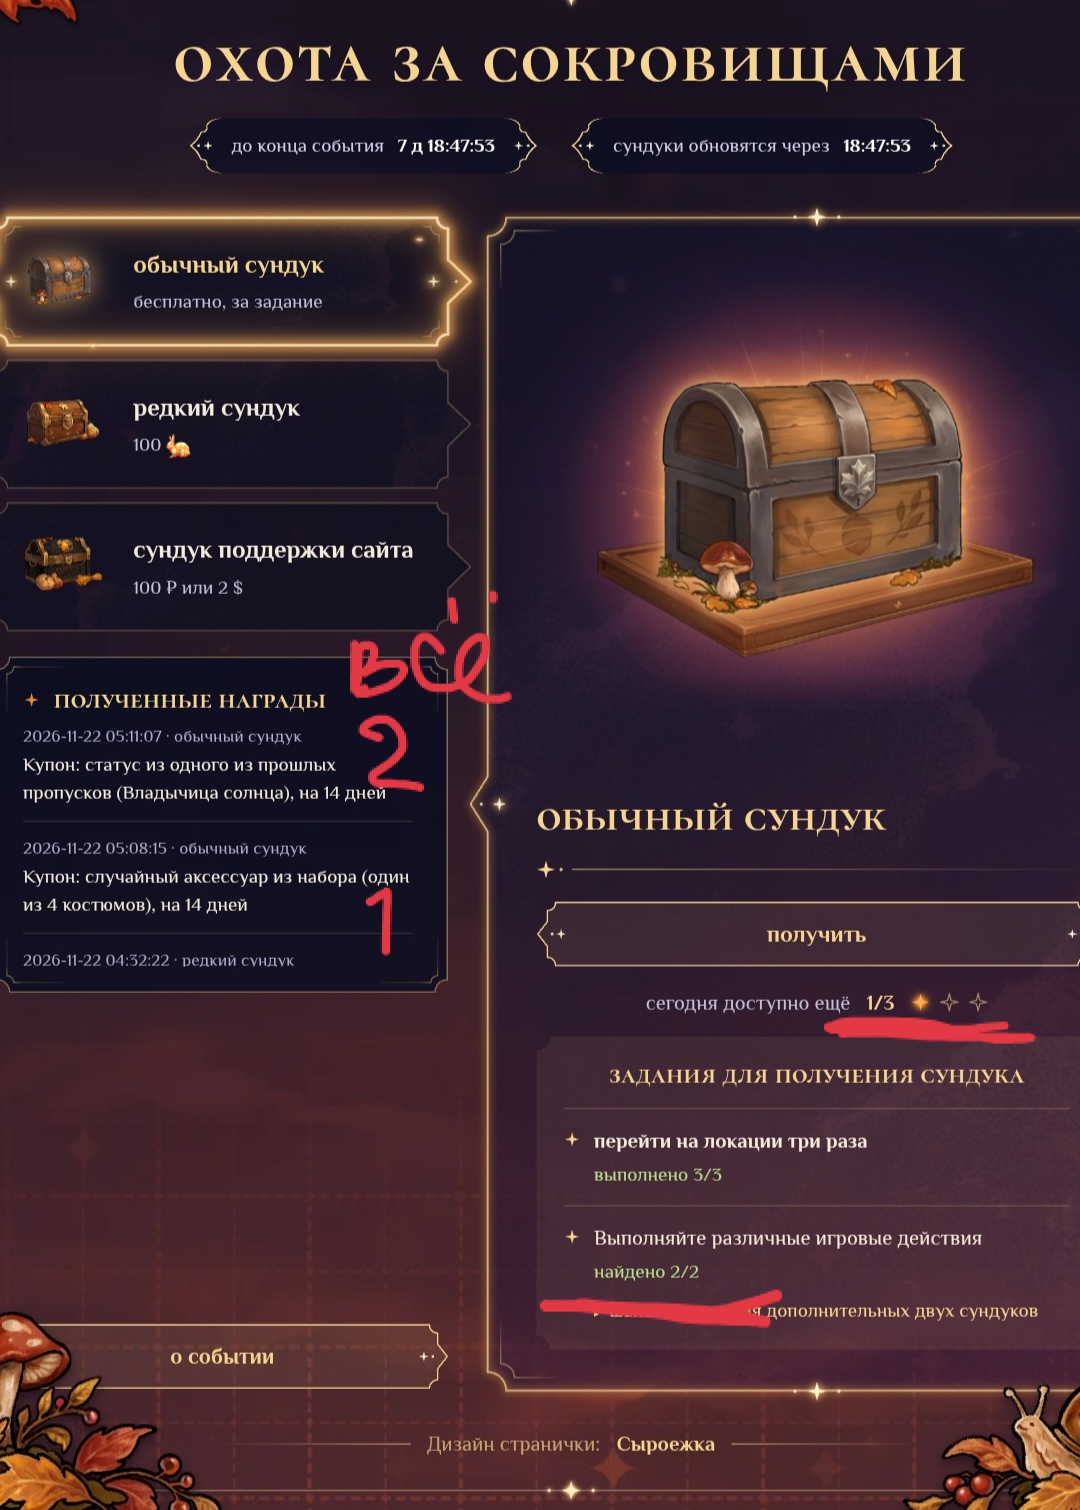 ОХОТА ЗА СОКРОВИЩАМИ
до конца события 7 д 18:47:53
сундуки обновятся через 18:47:53
обычный сундук
бесплатно, за задание
редкий сундук
100
сундук поддержки сайта
100 ₽ или 2 $
всё
ПОЛУЧЕННЫЕ НАГРАДЫ
2026-11-22 05:11:07 · обычный сундук
2
Купон: статус из одного из прошлых
пропусков (Владычица солнца), на 14 дней
2026-11-22 05:08:15 · обычный сундук
Купон: случайный аксессуар из набора (один
из 4 костюмов), на 14 дней
1
2026-11-22 04:32:22 · редкий сундук
ОБЫЧНЫЙ СУНДУК
получить
сегодня доступно ещё 1/3
ЗАДАНИЯ ДЛЯ ПОЛУЧЕНИЯ СУНДУКА
перейти на локации три раза
выполнено 3/3
Выполняйте различные игровые действия
найдено 2/2
дополнительных двух сундуков
о событии
Дизайн странички: Сыроежка